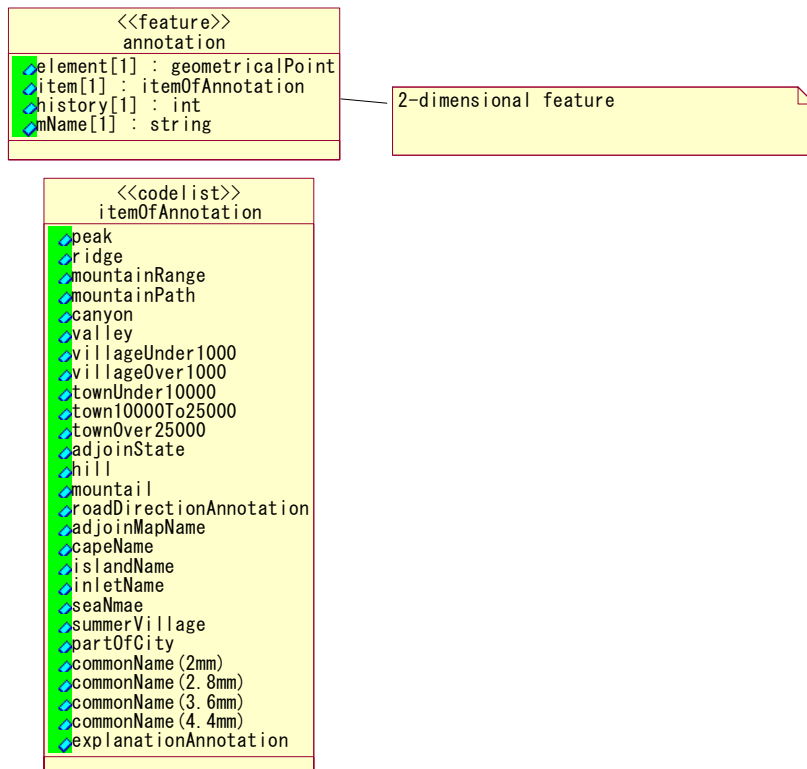 <<feature>>
annotation
element[1] : geometricalPoint
item[1] : itemOfAnnotation
history[1] : int
mName[1] : string
2-dimensional feature
<<codelist>>
itemOfAnnotation
peak
ridge
mountainRange
mountainPath
canyon
valley
villageUnder1000
villageOver1000
townUnder10000
town10000To25000
townOver25000
adjoinState
hill
mountail
roadDirectionAnnotation
adjoinMapName
capeName
islandName
inletName
seaNmae
summerVillage
partOfCity
commonName(2mm)
commonName(2.8mm)
commonName(3.6mm)
commonName(4.4mm)
explanationAnnotation